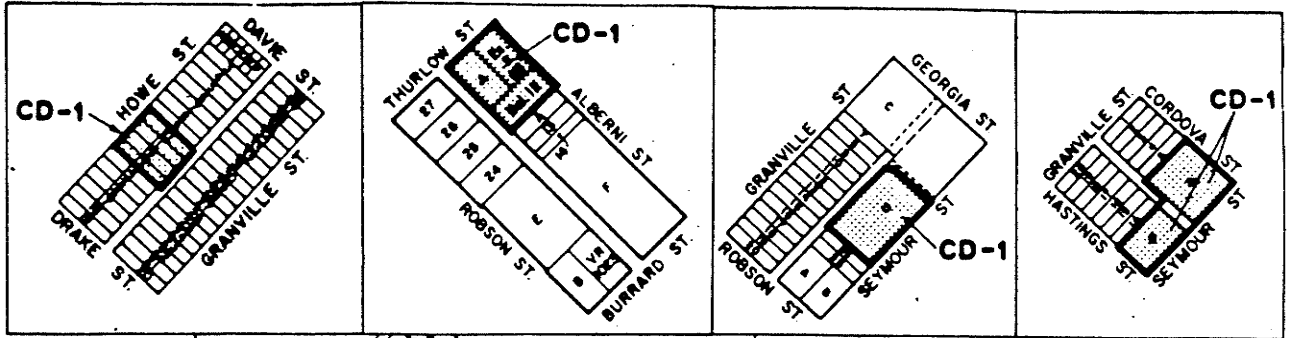 DAVIE ST.
HOWE ST.
CD-1
DRAKE ST.
GRANVILLE ST.
THURLOW ST
CD-1
ALBERNI ST
A
27
26
25
24
E
F
ROBSON ST.
D
BURRARD ST.
GEORGIA ST
C
GRANVILLE ST
ROBSON ST.
A
B
SEYMOUR ST
CD-1
CORDOVA ST
CD-1
GRANVILLE ST.
HASTINGS ST.
SEYMOUR ST